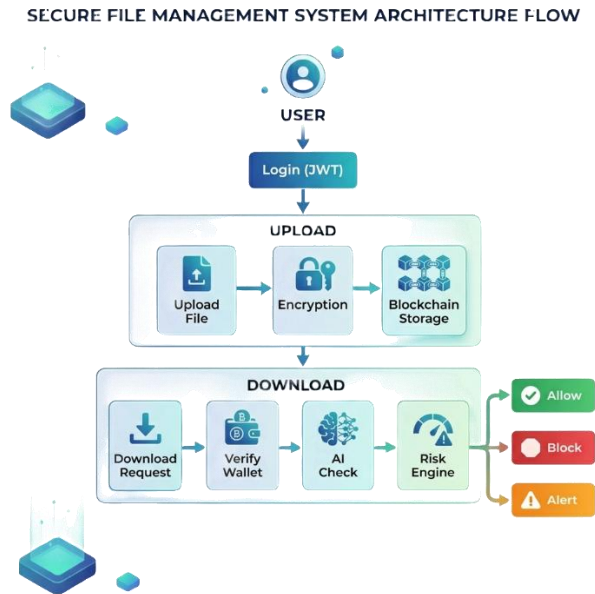 SECURE FILE MANAGEMENT SYSTEM ARCHITECTURE FLOW
USER
Login (JWT)
UPLOAD
Upload
File
Encryption
Blockchain
Storage
DOWNLOAD
Download
Request
Verify
Wallet
AI
Check
Risk
Engine
Allow
Block
Alert